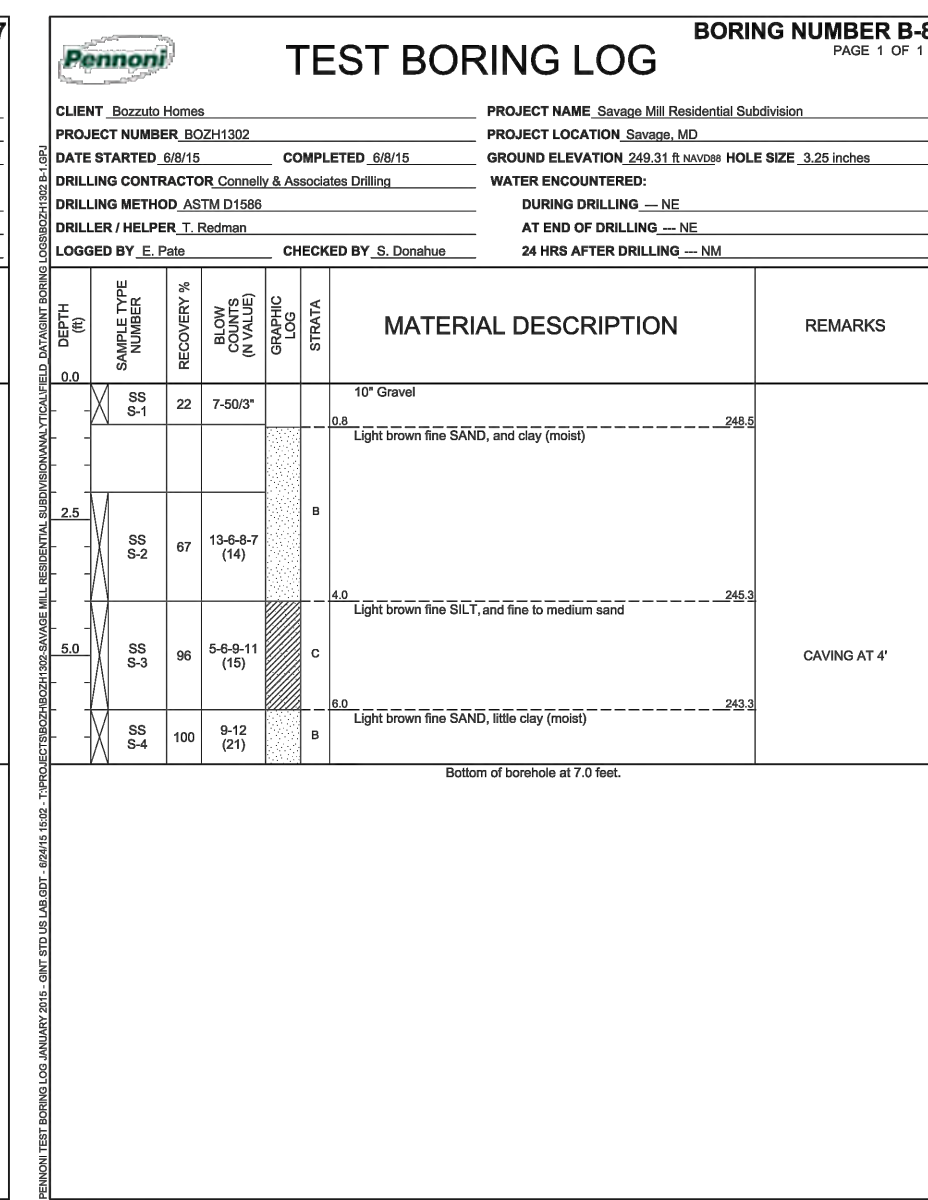 7
Pennoni
TEST BORING LOG
BORING NUMBER B-8
PAGE 1 OF 1
CLIENT Bozzuto Homes
PROJECT NAME Savage Mill Residential Subdivision
PROJECT NUMBER BOZH1302
PROJECT LOCATION Savage, MD
DATE STARTED 6/8/15 COMPLETED 6/8/15
GROUND ELEVATION 249.31 ft NAVD88 HOLE SIZE 3.25 inches
DRILLING CONTRACTOR Connelly & Associates Drilling
WATER ENCOUNTERED:
DRILLING METHOD ASTM D1586
DURING DRILLING --- NE
DRILLER / HELPER T. Redman
AT END OF DRILLING --- NE
LOGGED BY E. Pate CHECKED BY S. Donahue
24 HRS AFTER DRILLING --- NM
DEPTH
(ft)
SAMPLE TYPE
NUMBER
RECOVERY %
BLOW
COUNTS
(N VALUE)
GRAPHIC
LOG
STRATA
MATERIAL DESCRIPTION
REMARKS
0.0
SS
S-1
22
7-50/3"
10" Gravel
0.8
248.5
Light brown fine SAND, and clay (moist)
2.5
B
SS
S-2
67
13-6-8-7
(14)
4.0
245.3
Light brown fine SILT, and fine to medium sand
5.0
SS
S-3
96
5-6-9-11
(15)
C
CAVING AT 4'
6.0
243.3
Light brown fine SAND, little clay (moist)
SS
S-4
100
9-12
(21)
B
Bottom of borehole at 7.0 feet.
PENNONI TEST BORING LOG JANUARY 2015 - GINT STD US LAB.GDT - 6/24/15 15:02 - T:\PROJECTS\BOZH\BOZH1302-SAVAGE MILL RESIDENTIAL SUBDIVISION\ANALYTICAL\FIELD_DATA\GINT BORING LOGS\BOZH1302 B-1.GPJ